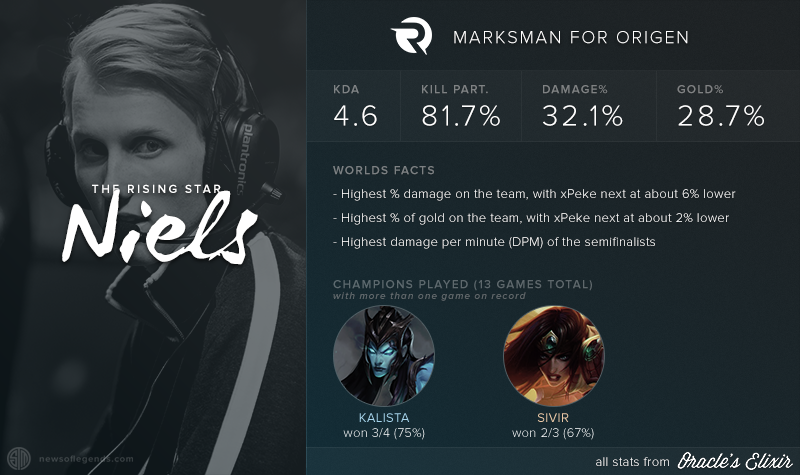 MARKSMAN FOR ORIGEN
KDA
4.6
KILL PART.
81.7%
DAMAGE%
32.1%
GOLD%
28.7%
plantronics
THE RISING STAR
Niels
WORLDS FACTS
- Highest % damage on the team, with xPeke next at about 6% lower
- Highest % of gold on the team, with xPeke next at about 2% lower
- Highest damage per minute (DPM) of the semifinalists
CHAMPIONS PLAYED (13 GAMES TOTAL)
with more than one game on record
KALISTA
won 3/4 (75%)
SIVIR
won 2/3 (67%)
newsoflegends.com
all stats from Oracle's Elixir